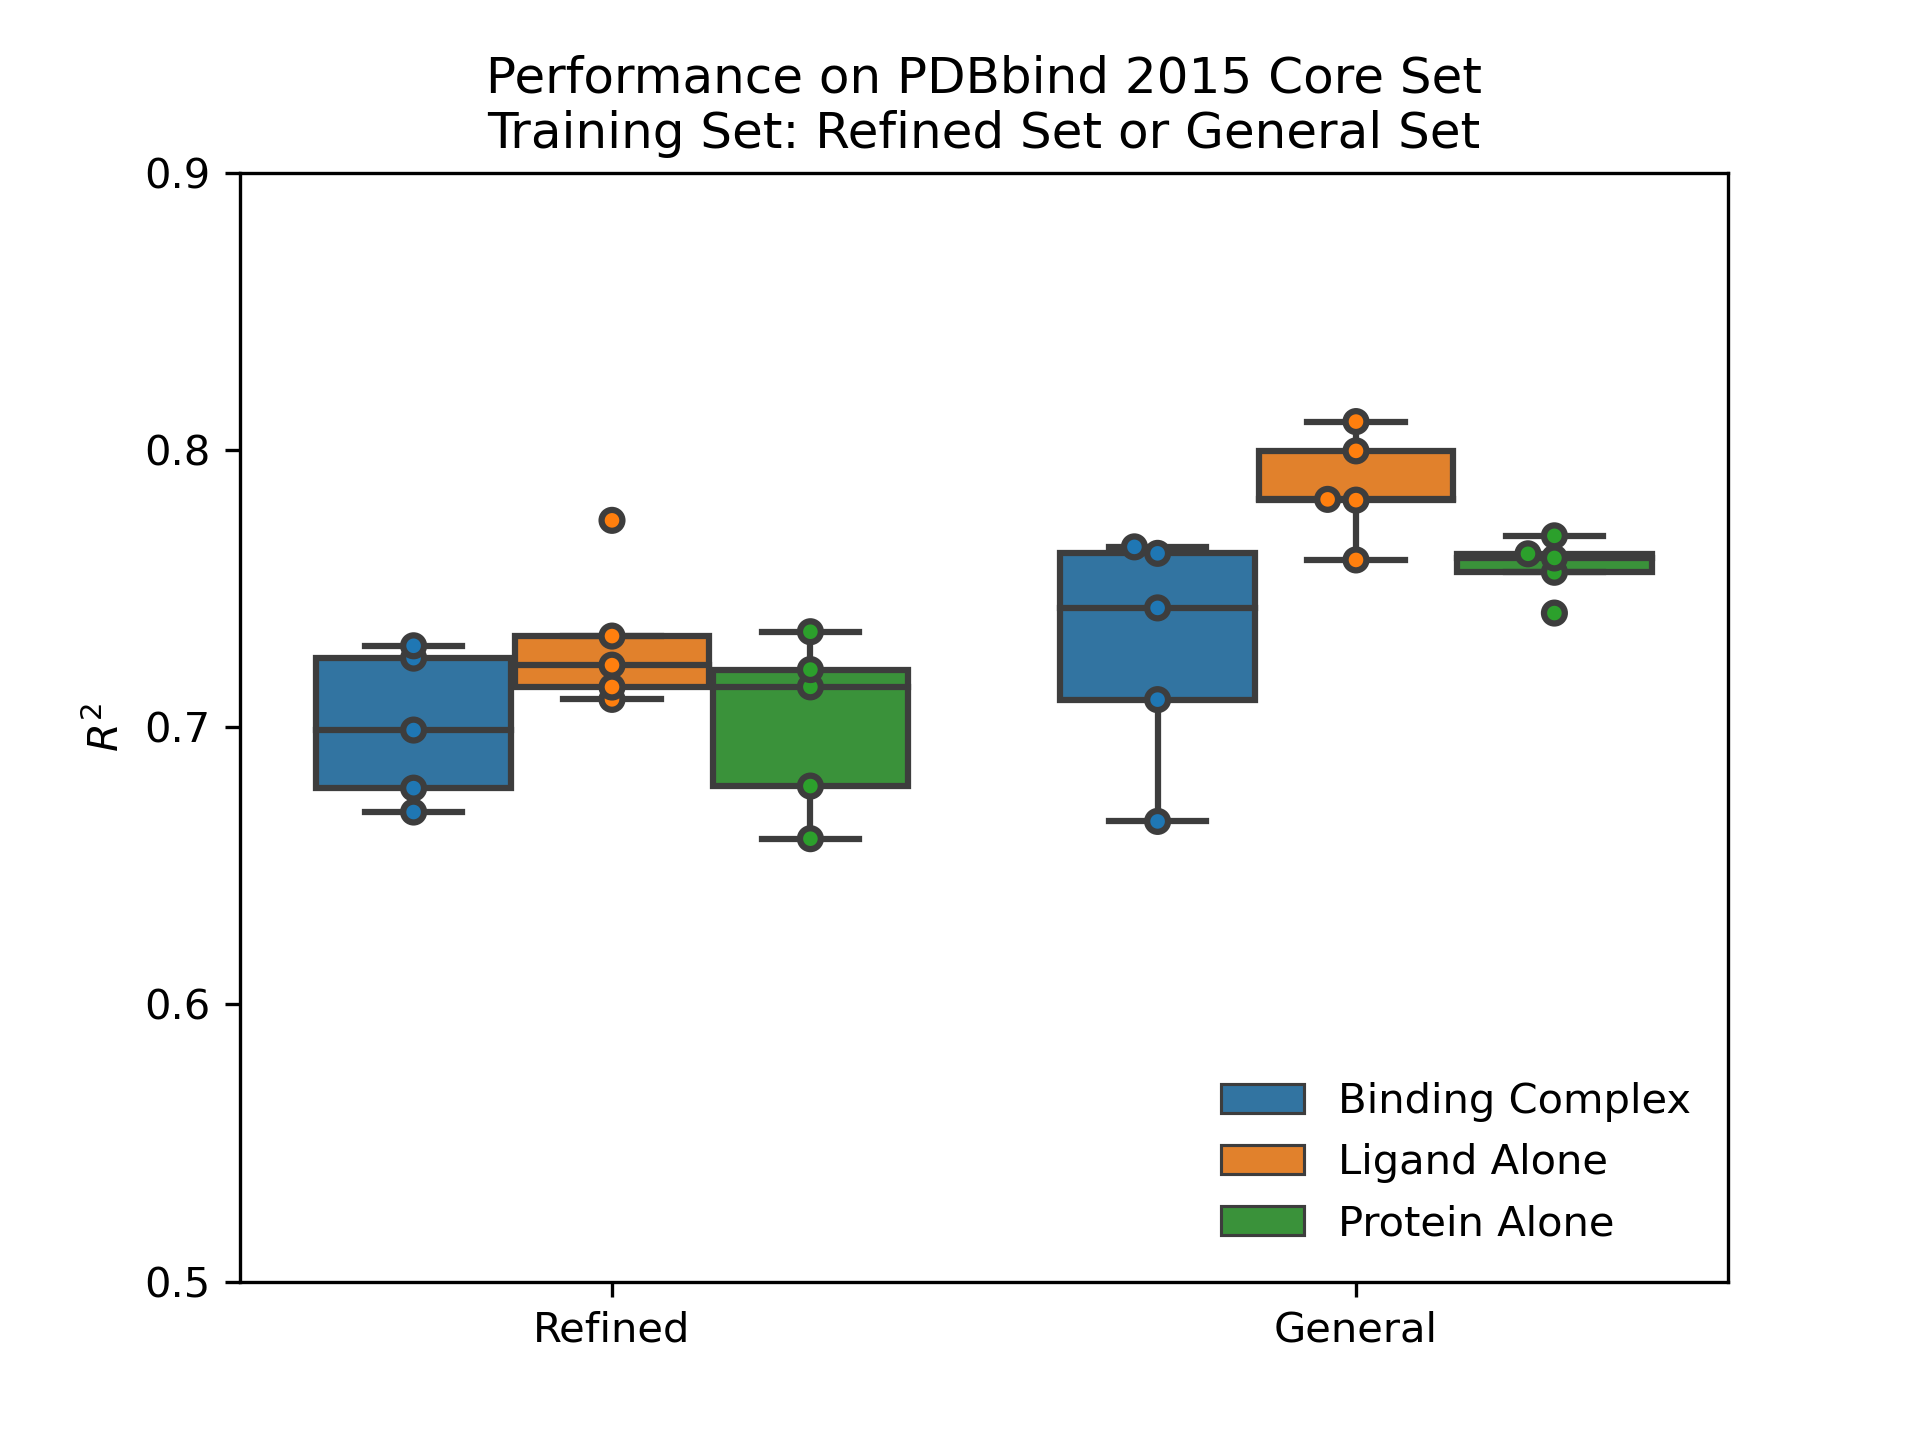 Performance on PDBbind 2015 Core Set
Training Set: Refined Set or General Set
0.9
0.8
0.7
0.6
0.5
R²
Refined
General
Binding Complex
Ligand Alone
Protein Alone